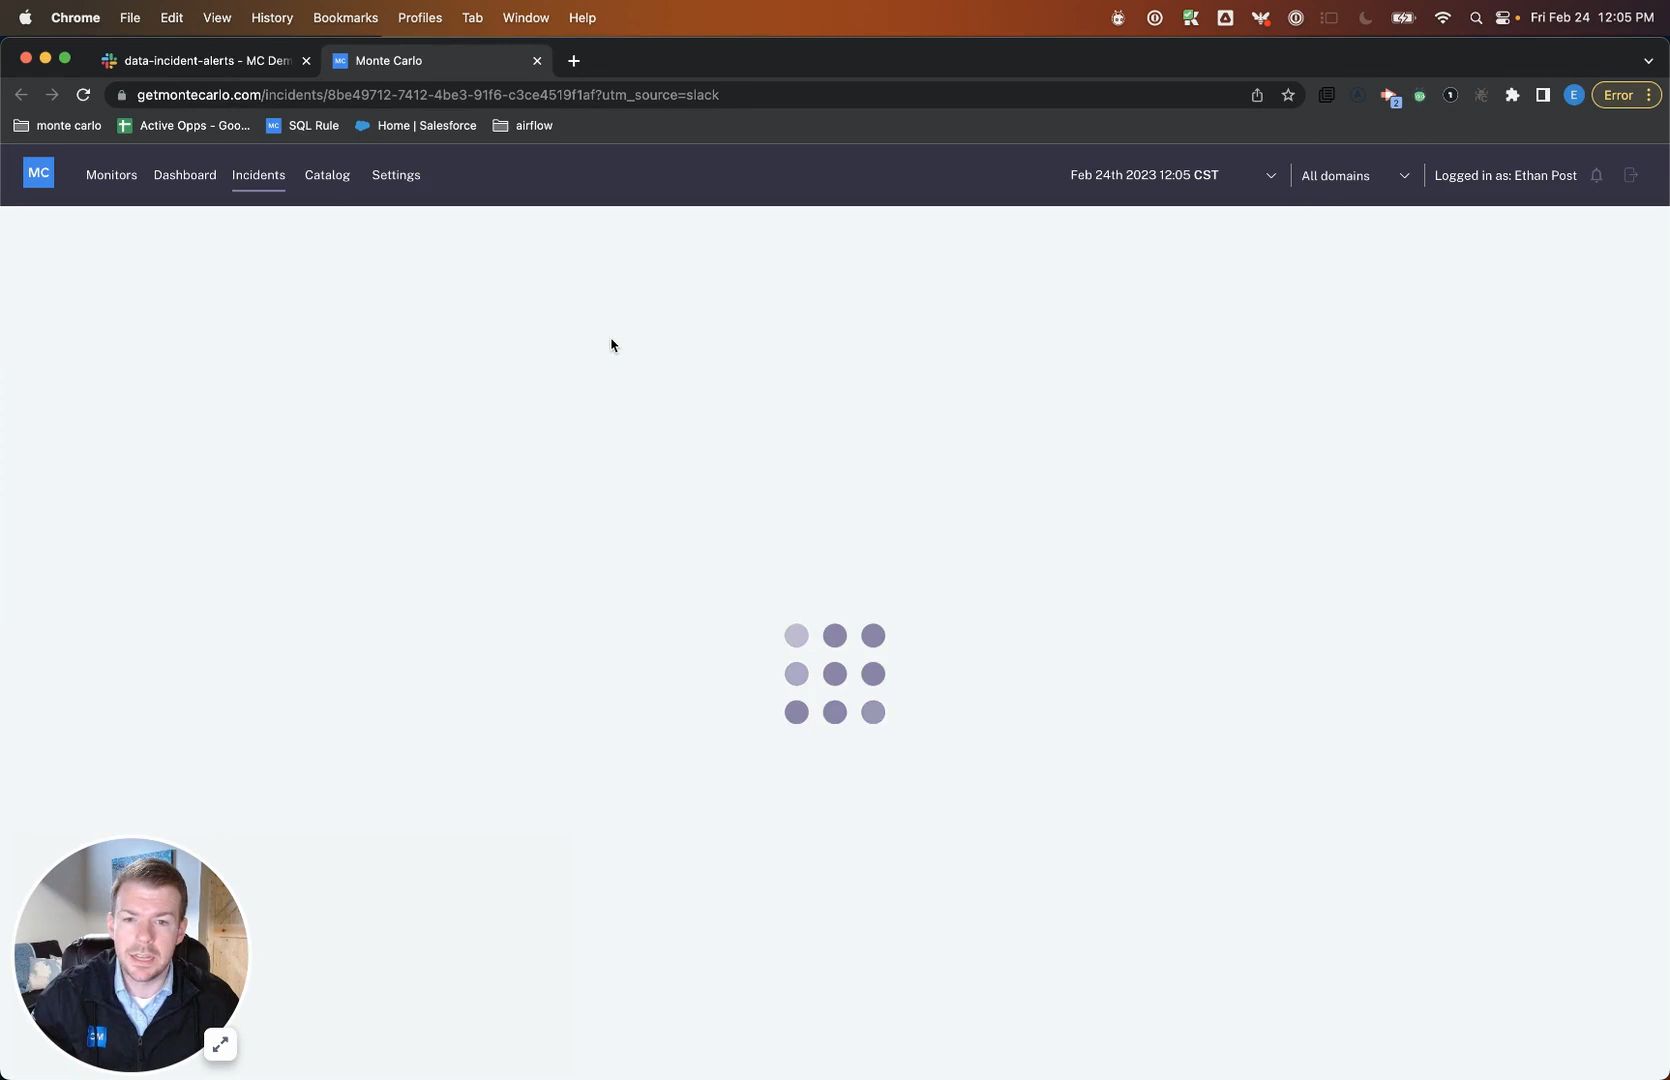 Chrome File Edit View History Bookmarks Profiles Tab Window Help Fri Feb 24 12:05 PM
data-incident-alerts - MC Dem Monte Carlo
getmontecarlo.com/incidents/8be49712-7412-4be3-91f6-c3ce4519f1af?utm_source=slack 2 E Error
monte carlo Active Opps - Goo... MC SQL Rule Home | Salesforce airflow
MC Monitors Dashboard Incidents Catalog Settings Feb 24th 2023 12:05 CST All domains Logged in as: Ethan Post